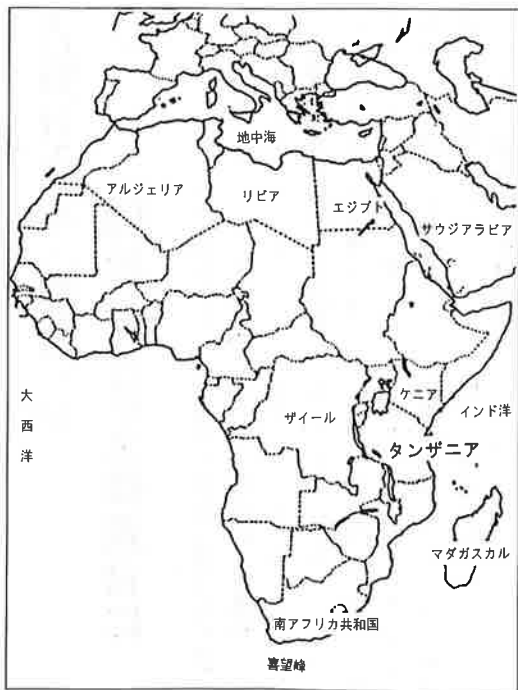 地中海
アルジェリア
リビア
エジプト
サウジアラビア
大西洋
ケニア
ザイール
インド洋
タンザニア
マダガスカル
南アフリカ共和国
喜望峰